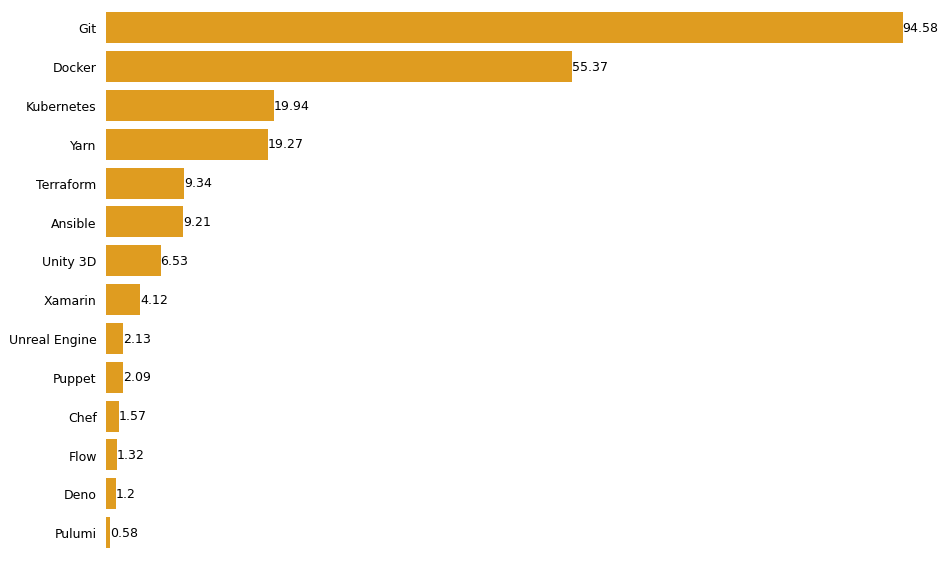 Git 94.58
Docker 55.37
Kubernetes 19.94
Yarn 19.27
Terraform 9.34
Ansible 9.21
Unity 3D 6.53
Xamarin 4.12
Unreal Engine 2.13
Puppet 2.09
Chef 1.57
Flow 1.32
Deno 1.2
Pulumi 0.58